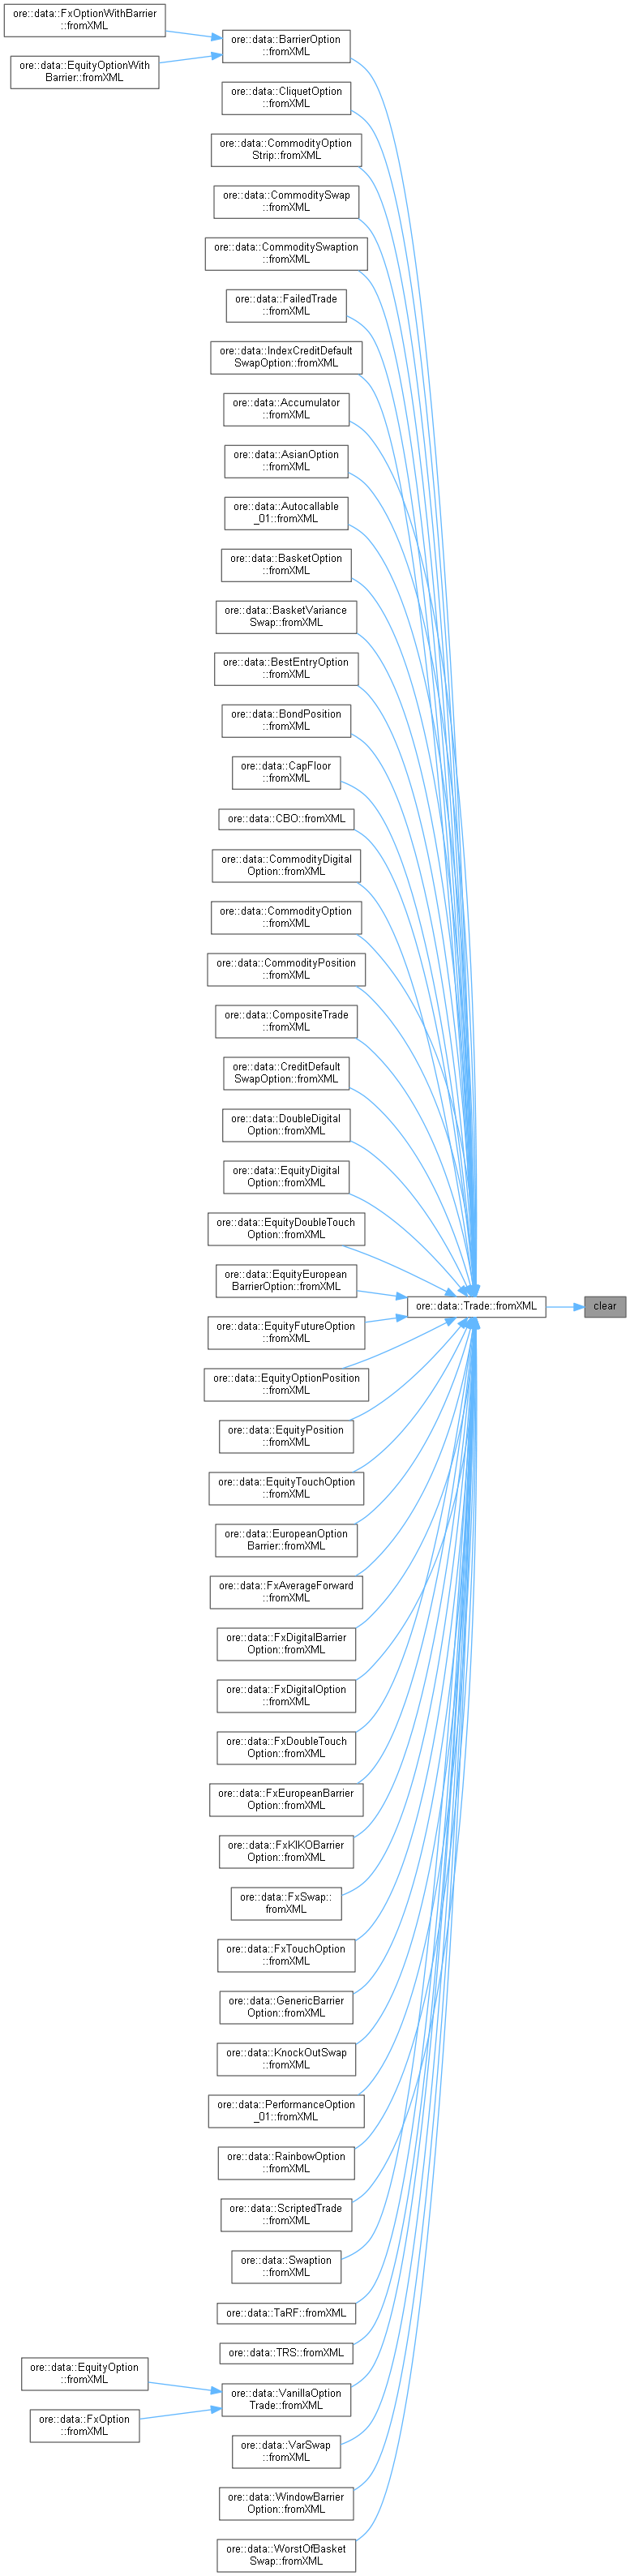 ore::data::FxOptionWithBarrier
::fromXML
ore::data::EquityOptionWith
Barrier::fromXML
ore::data::BarrierOption
::fromXML
ore::data::CliquetOption
::fromXML
ore::data::CommodityOption
Strip::fromXML
ore::data::CommoditySwap
::fromXML
ore::data::CommoditySwaption
::fromXML
ore::data::FailedTrade
::fromXML
ore::data::IndexCreditDefault
SwapOption::fromXML
ore::data::Accumulator
::fromXML
ore::data::AsianOption
::fromXML
ore::data::Autocallable
_01::fromXML
ore::data::BasketOption
::fromXML
ore::data::BasketVariance
Swap::fromXML
ore::data::BestEntryOption
::fromXML
ore::data::BondPosition
::fromXML
ore::data::CapFloor
::fromXML
ore::data::CBO::fromXML
ore::data::CommodityDigital
Option::fromXML
ore::data::CommodityOption
::fromXML
ore::data::CommodityPosition
::fromXML
ore::data::CompositeTrade
::fromXML
ore::data::CreditDefault
SwapOption::fromXML
ore::data::DoubleDigital
Option::fromXML
ore::data::EquityDigital
Option::fromXML
ore::data::EquityDoubleTouch
Option::fromXML
ore::data::EquityEuropean
BarrierOption::fromXML
ore::data::Trade::fromXML
clear
ore::data::EquityFutureOption
::fromXML
ore::data::EquityOptionPosition
::fromXML
ore::data::EquityPosition
::fromXML
ore::data::EquityTouchOption
::fromXML
ore::data::EuropeanOption
Barrier::fromXML
ore::data::FxAverageForward
::fromXML
ore::data::FxDigitalBarrier
Option::fromXML
ore::data::FxDigitalOption
::fromXML
ore::data::FxDoubleTouch
Option::fromXML
ore::data::FxEuropeanBarrier
Option::fromXML
ore::data::FxKIKOBarrier
Option::fromXML
ore::data::FxSwap::
fromXML
ore::data::FxTouchOption
::fromXML
ore::data::GenericBarrier
Option::fromXML
ore::data::KnockOutSwap
::fromXML
ore::data::PerformanceOption
_01::fromXML
ore::data::RainbowOption
::fromXML
ore::data::ScriptedTrade
::fromXML
ore::data::Swaption
::fromXML
ore::data::TaRF::fromXML
ore::data::TRS::fromXML
ore::data::EquityOption
::fromXML
ore::data::FxOption
::fromXML
ore::data::VanillaOption
Trade::fromXML
ore::data::VarSwap
::fromXML
ore::data::WindowBarrier
Option::fromXML
ore::data::WorstOfBasket
Swap::fromXML